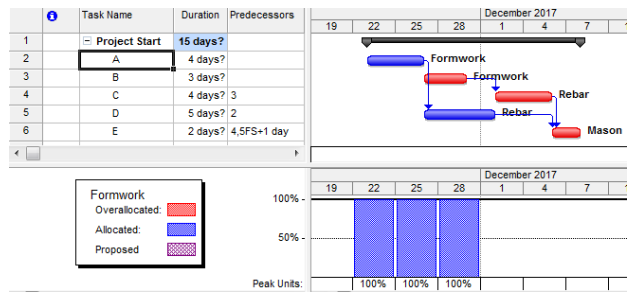 Task Name Duration Predecessors
December 2017
19 22 25 28 1 4 7 1
1 Project Start 15 days?
2 A 4 days? Formwork
3 B 3 days? Formwork
4 C 4 days? 3 Rebar
5 D 5 days? 2 Rebar
6 E 2 days? 4,5FS+1 day Mason
December 2017
19 22 25 28 1 4 7 1
Formwork
Overallocated:
Allocated:
Proposed
100%
50%
Peak Units: 100% 100% 100%